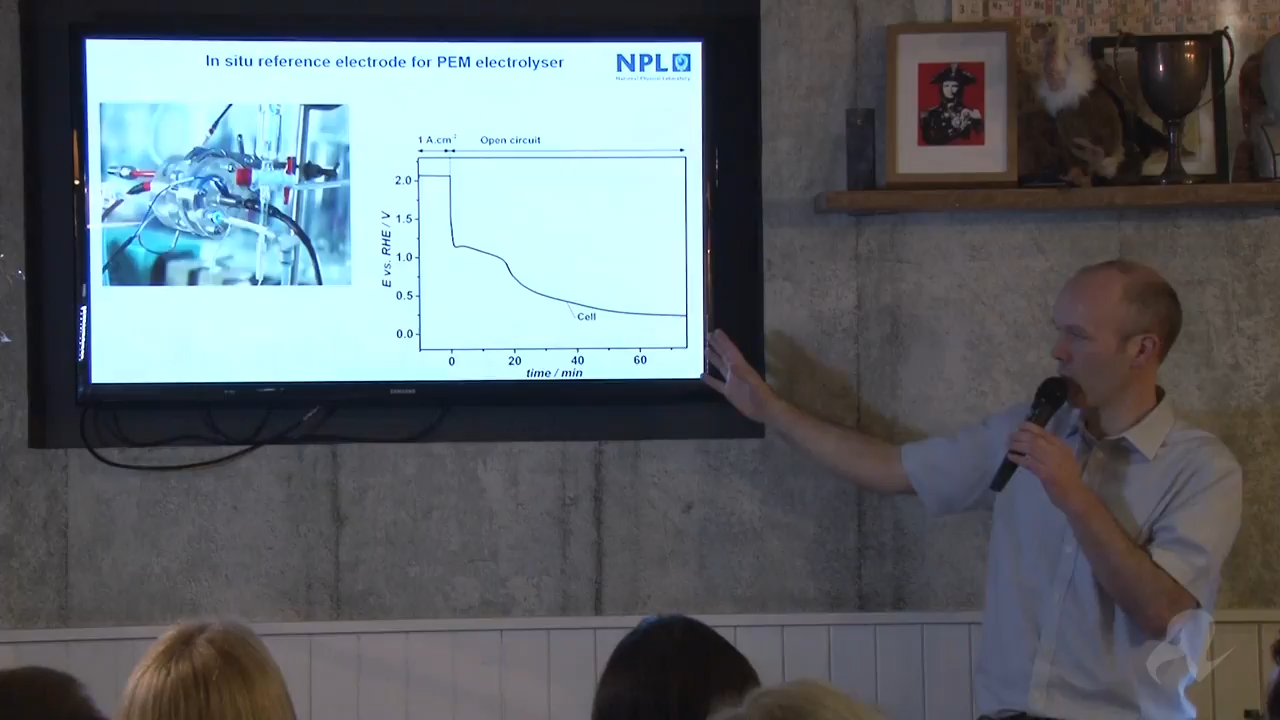 In situ reference electrode for PEM electrolyser
NPL
National Physical Laboratory
1 A.cm⁻²
Open circuit
2.0
1.5
1.0
0.5
0.0
E vs. RHE / V
Cell
0
20
40
60
time / min
SAMSUNG